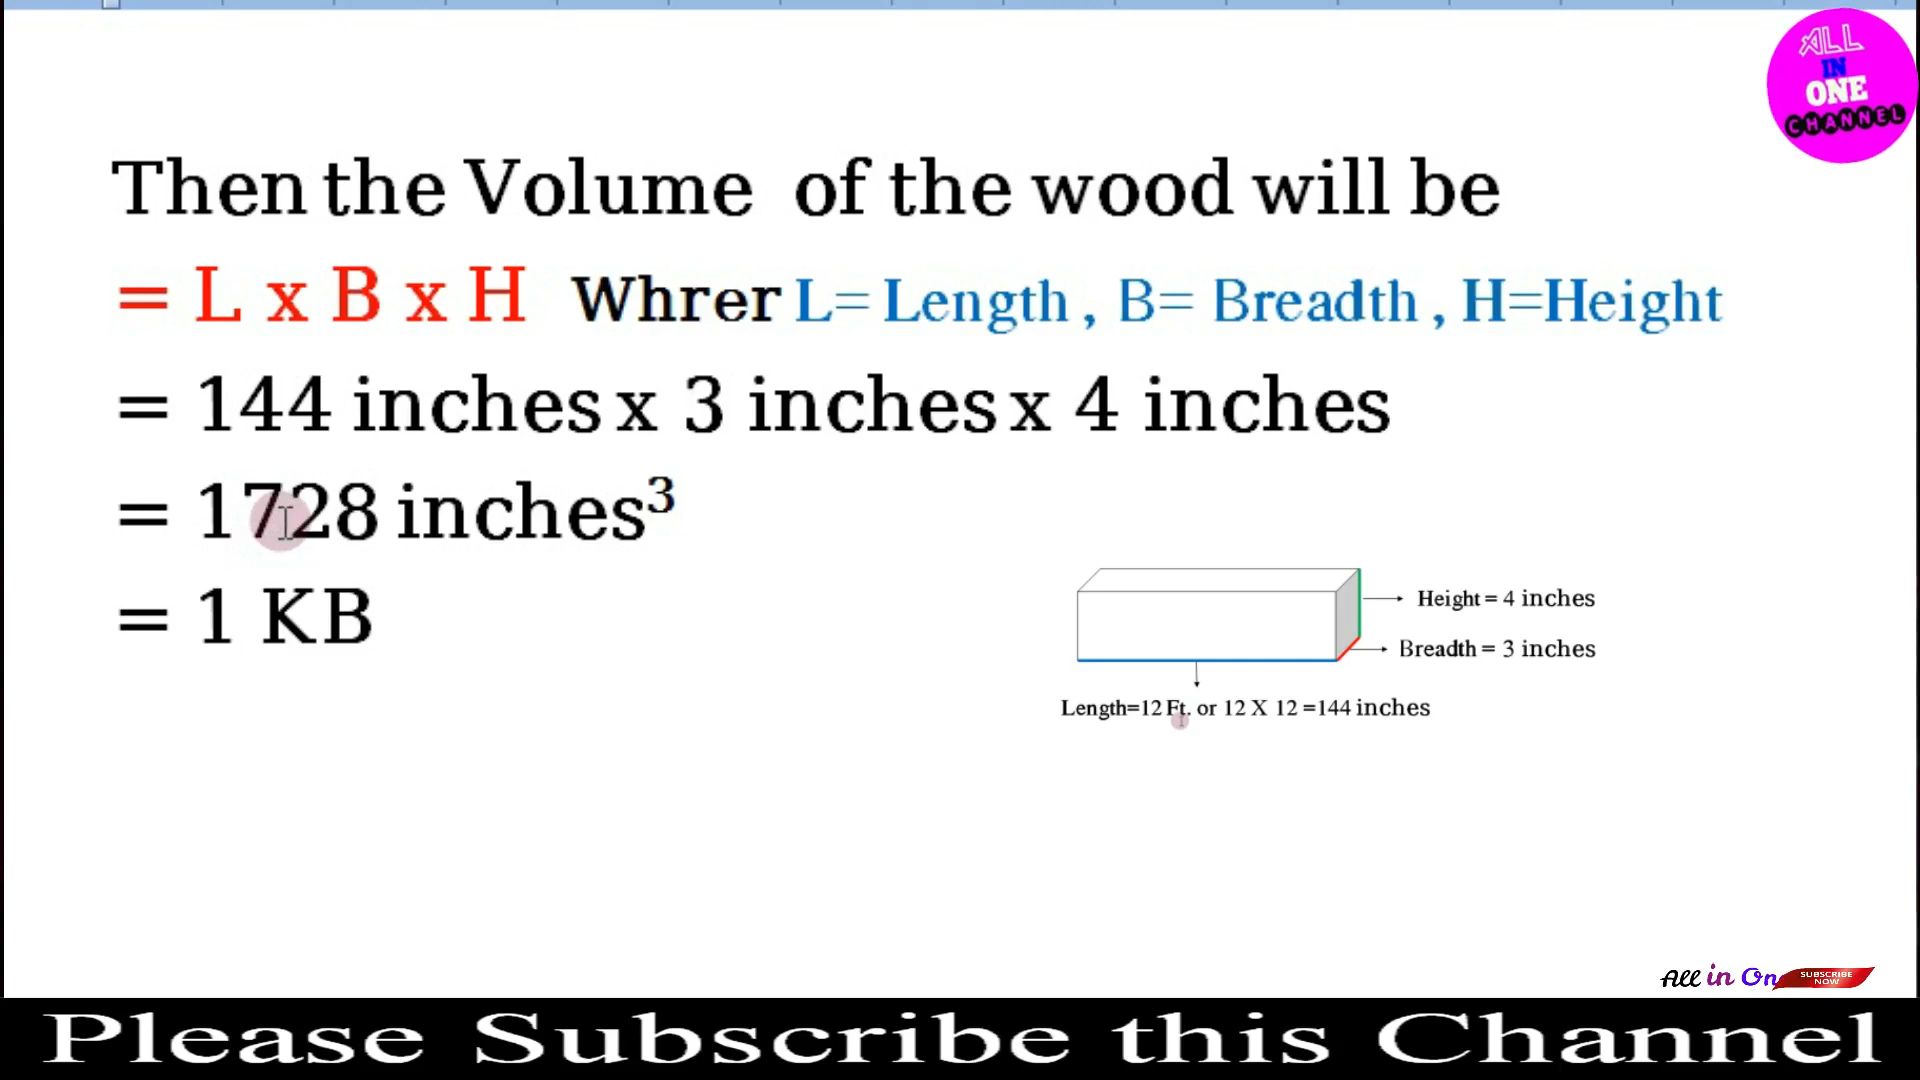 ALL
IN
ONE
CHANNEL
Then the Volume of the wood will be
= L x B x H Whrer L= Length , B= Breadth , H=Height
= 144 inches x 3 inches x 4 inches
= 1728 inches³
= 1 KB
Height = 4 inches
Breadth = 3 inches
Length=12 Ft. or 12 X 12 =144 inches
All in On
SUBSCRIBE
NOW
Please Subscribe this Channel